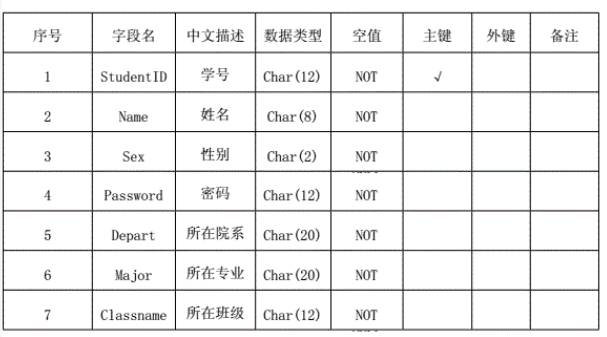 序号 字段名 中文描述 数据类型 空值 主键 外键 备注
1 StudentID 学号 Char(12) NOT √
2 Name 姓名 Char(8) NOT
3 Sex 性别 Char(2) NOT
4 Password 密码 Char(12) NOT
5 Depart 所在院系 Char(20) NOT
6 Major 所在专业 Char(20) NOT
7 Classname 所在班级 Char(12) NOT